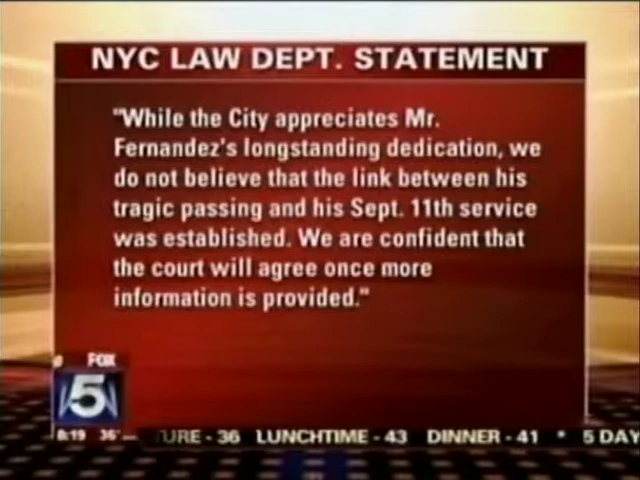 NYC LAW DEPT. STATEMENT
"While the City appreciates Mr.
Fernandez's longstanding dedication, we
do not believe that the link between his
tragic passing and his Sept. 11th service
was established. We are confident that
the court will agree once more
information is provided."
FOX
5
8:19 36° URE - 36 LUNCHTIME - 43 DINNER - 41 * 5 DAY